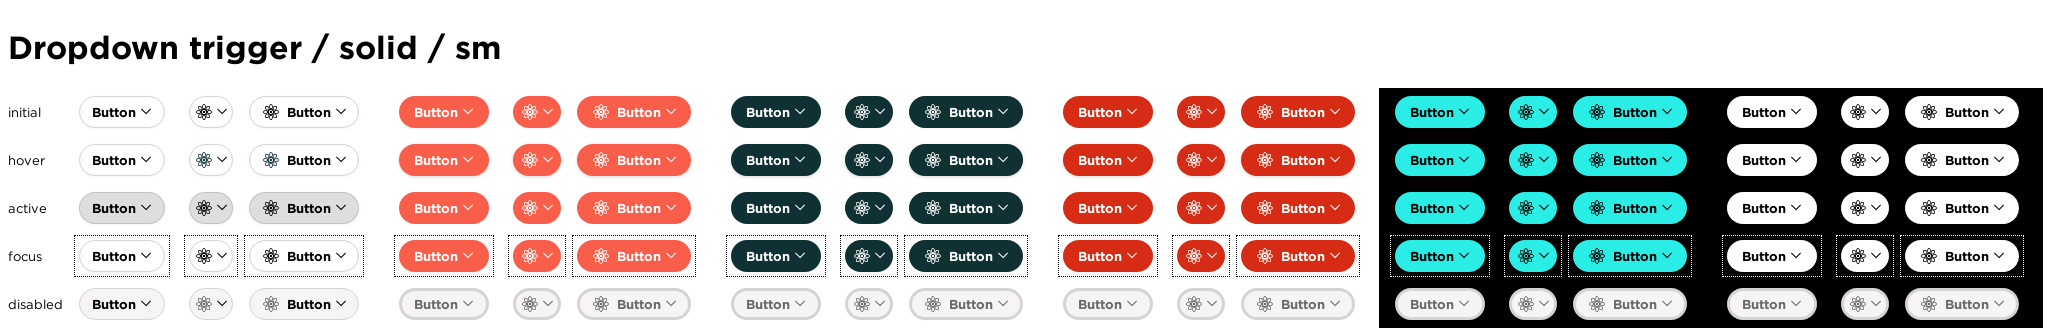 Dropdown trigger / solid / sm
initial Button Button Button Button Button Button Button Button Button Button Button Button
hover Button Button Button Button Button Button Button Button Button Button Button Button
active Button Button Button Button Button Button Button Button Button Button Button Button
focus Button Button Button Button Button Button Button Button Button Button Button Button
disabled Button Button Button Button Button Button Button Button Button Button Button Button